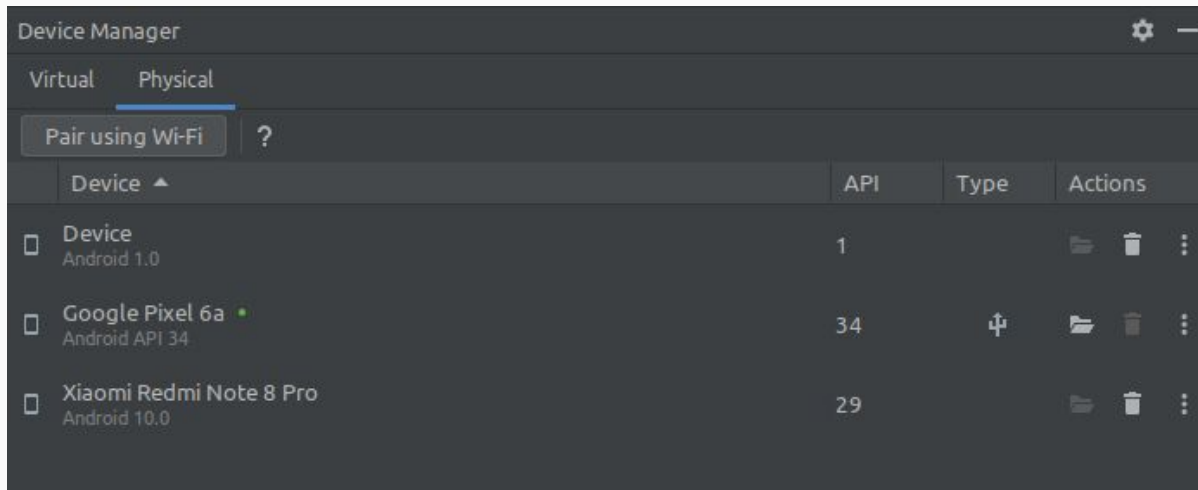 Device Manager
Virtual Physical
Pair using Wi-Fi ?
Device API Type Actions
Device 1
Android 1.0
Google Pixel 6a 34
Android API 34
Xiaomi Redmi Note 8 Pro 29
Android 10.0